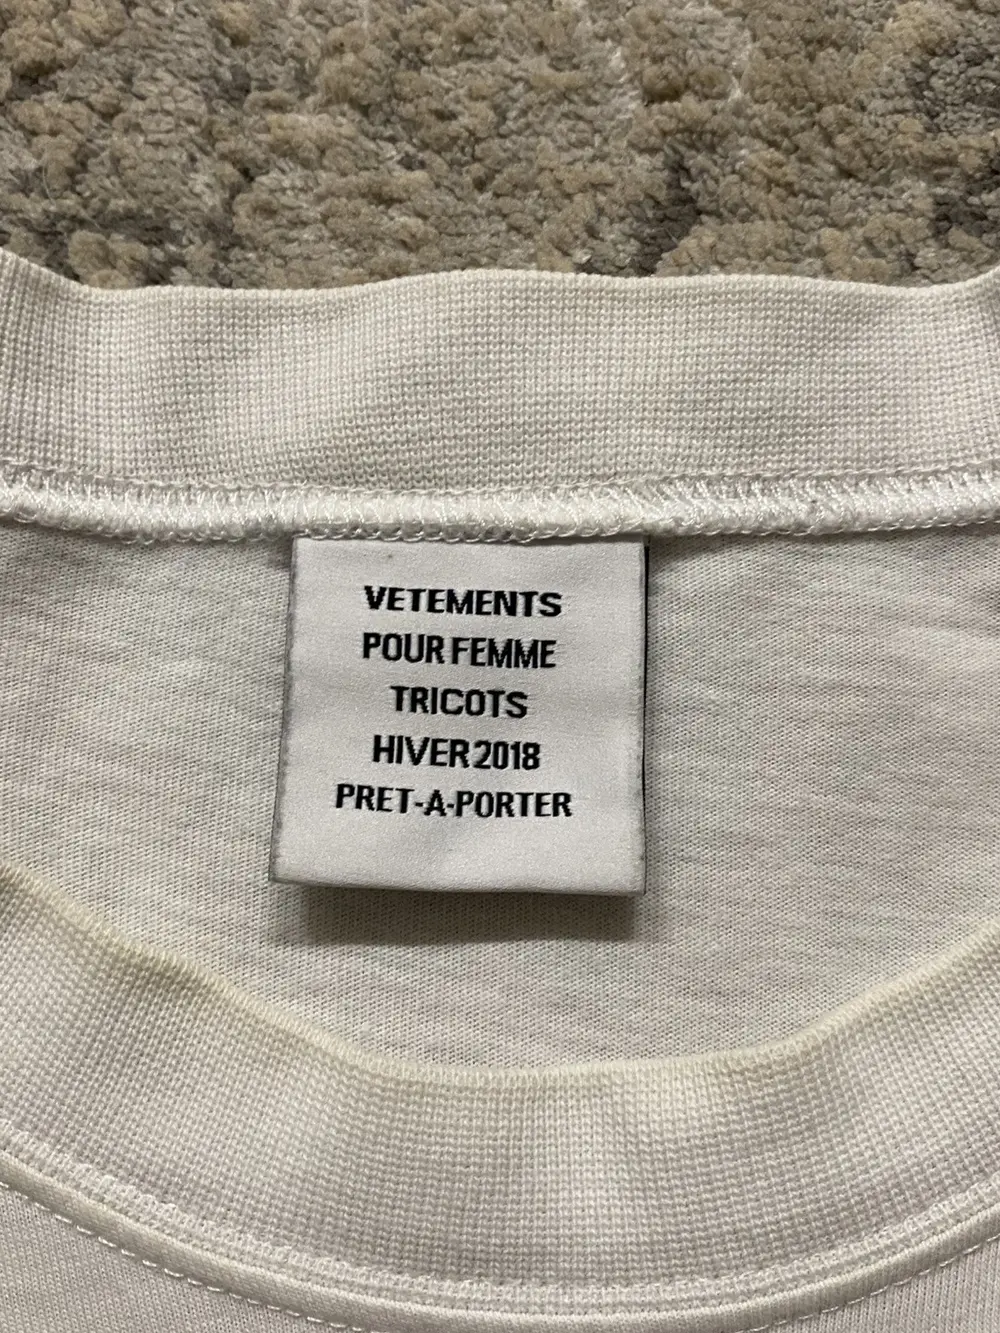 VETEMENTS
POUR FEMME
TRICOTS
HIVER 2018
PRET-A-PORTER